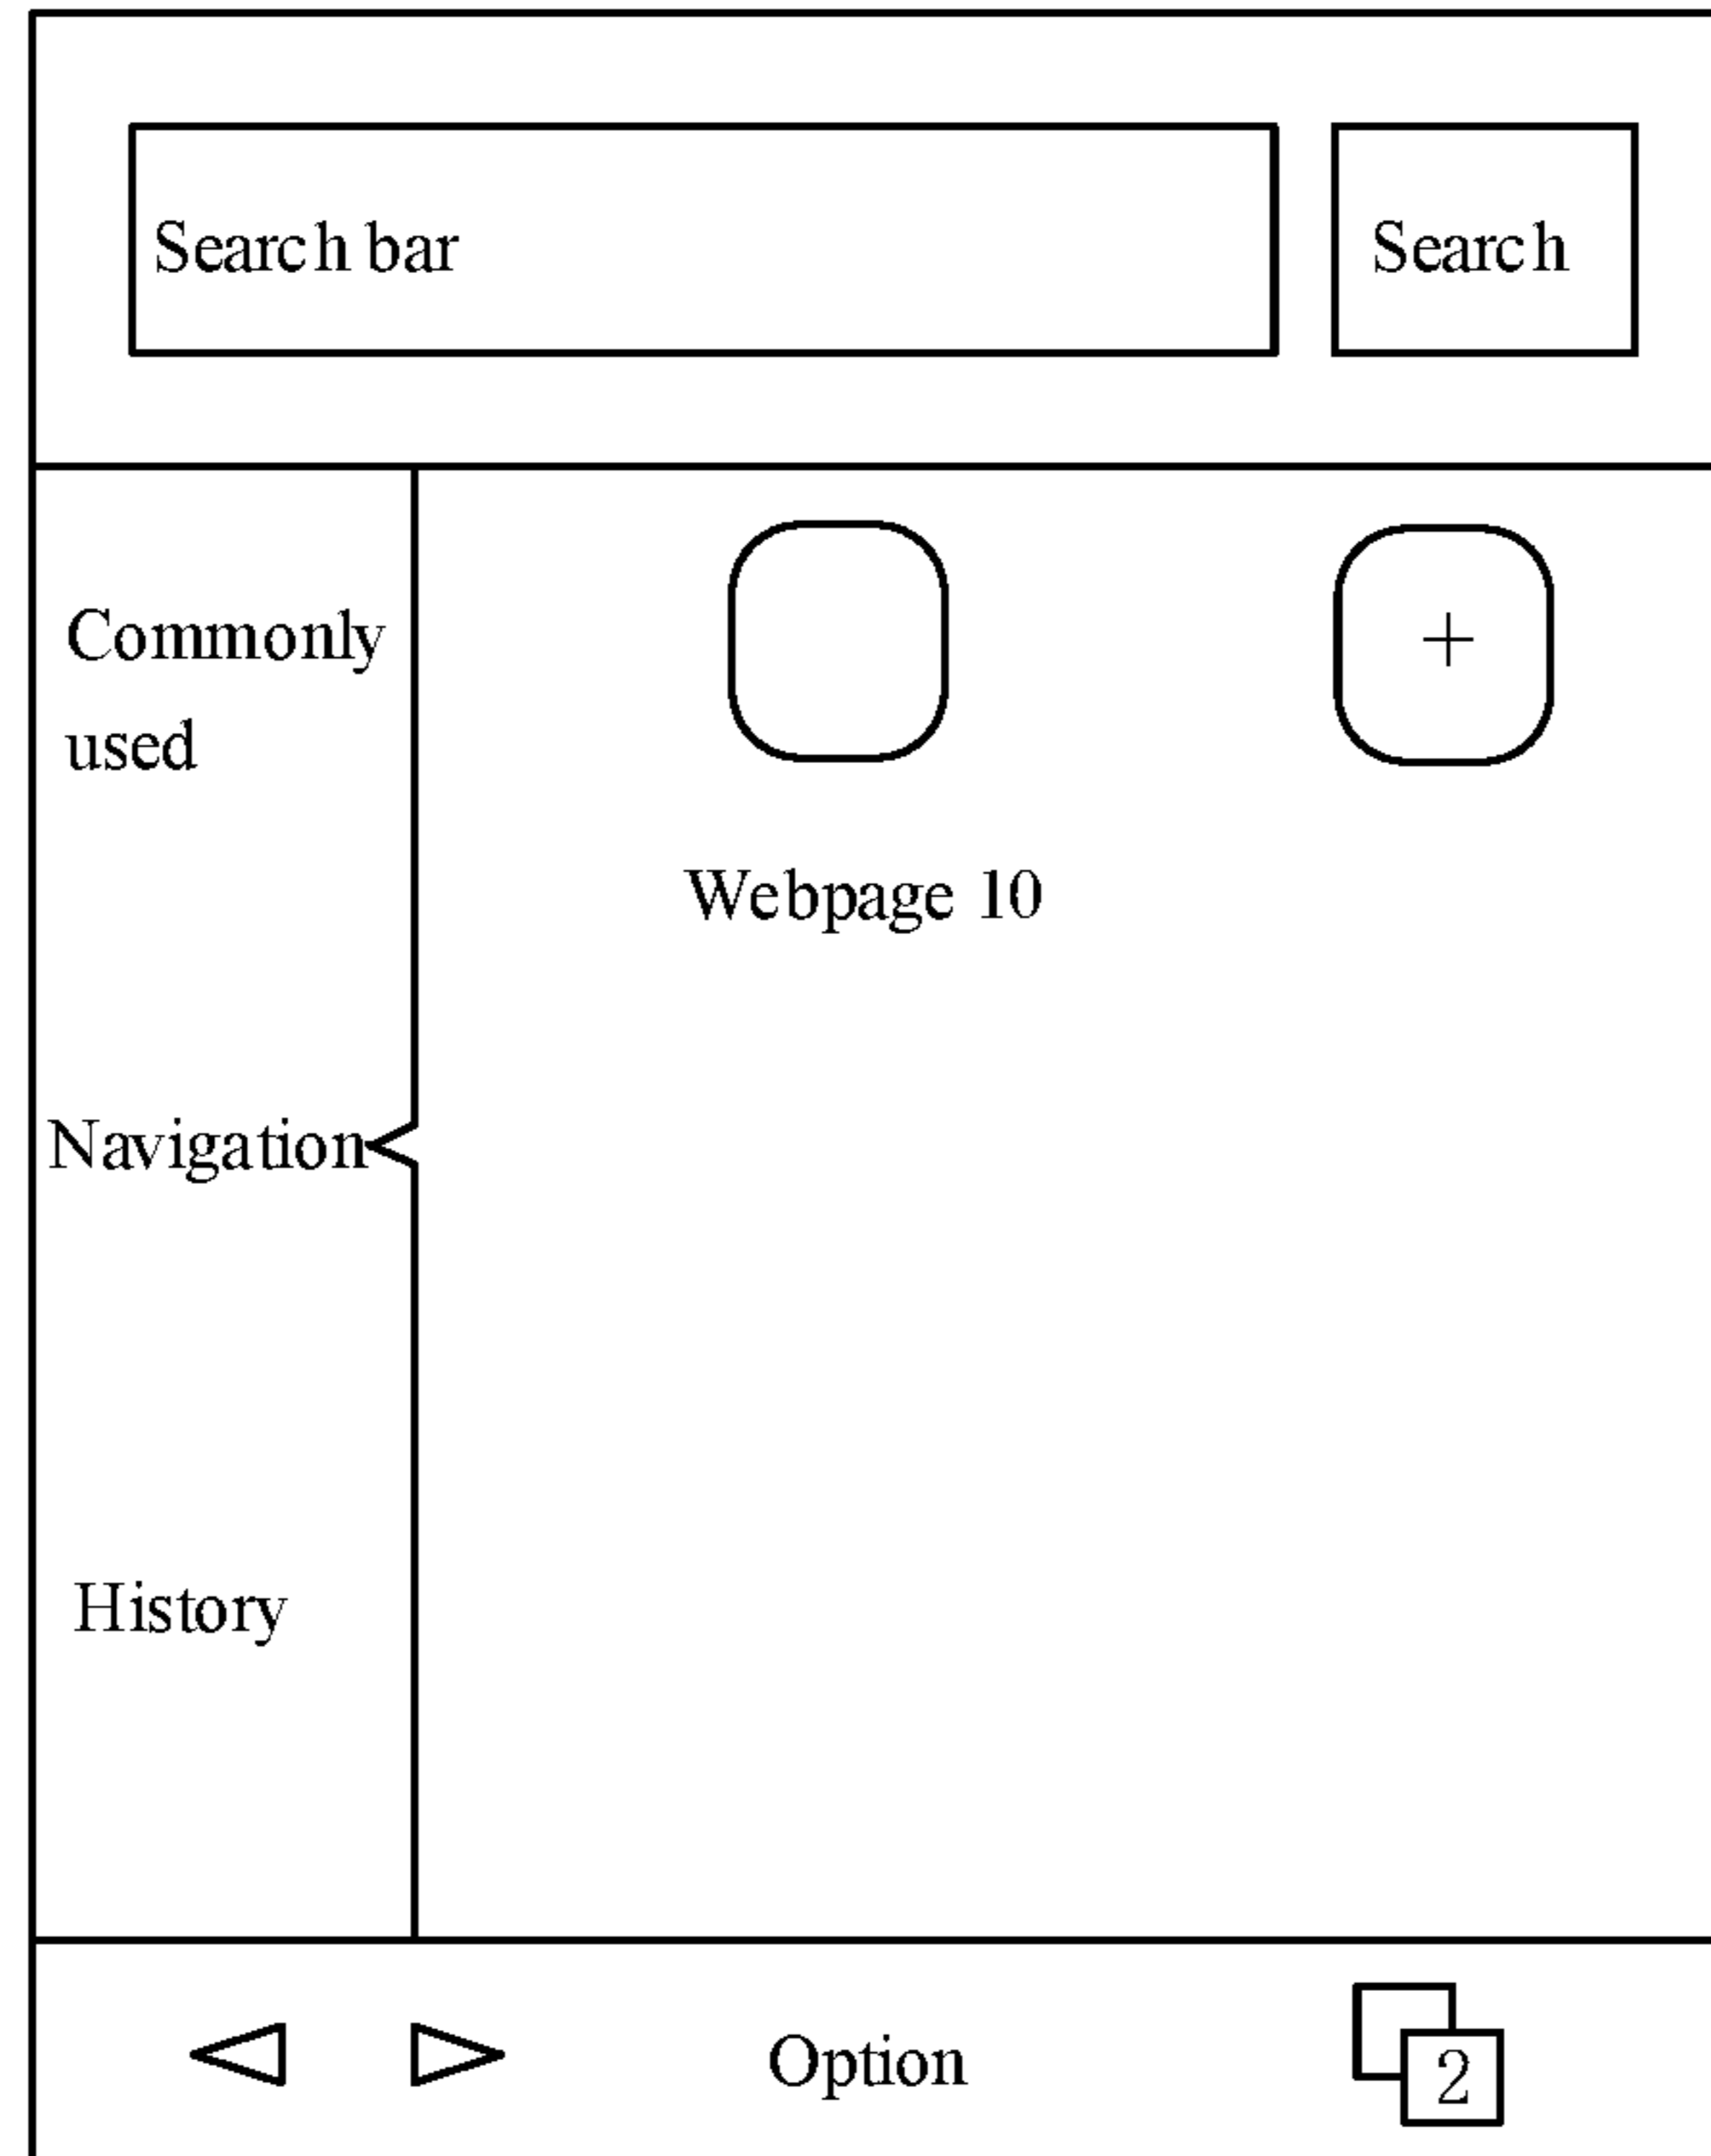 Search bar
Search
Commonly
used
+
Webpage 10
Navigation
History
Option
2